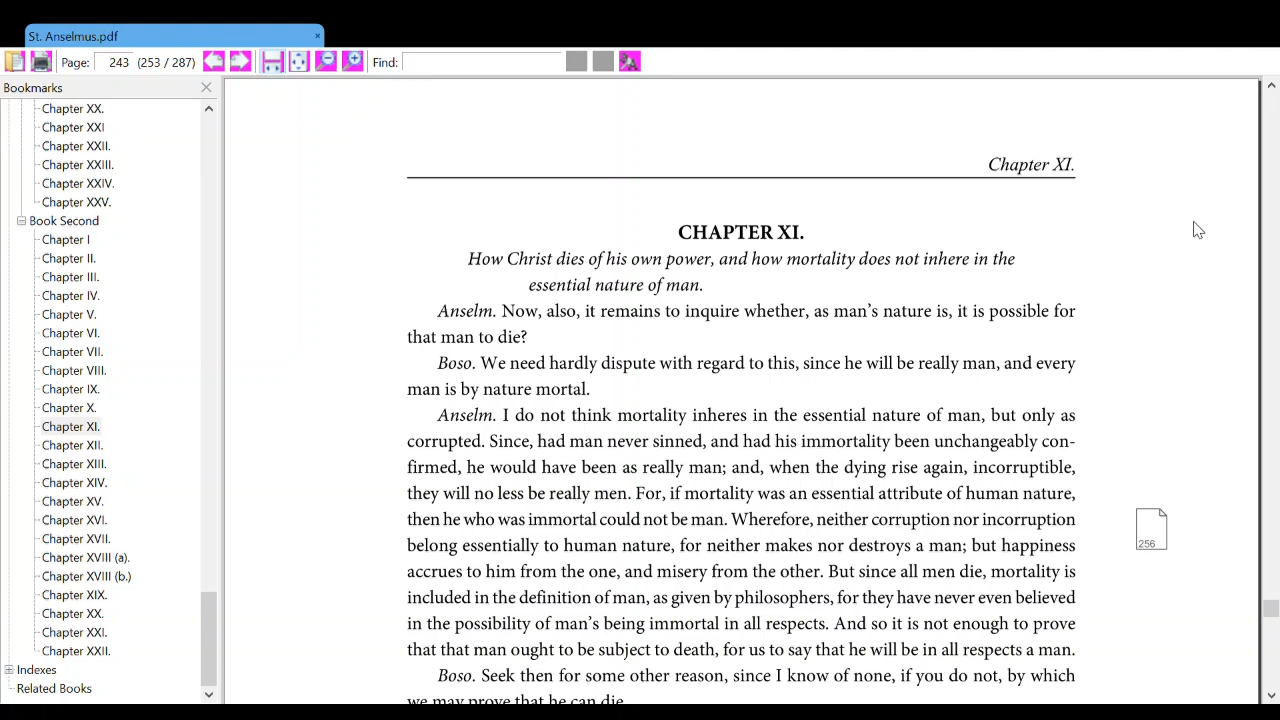 St. Anselmus.pdf ×
Page: 243 (253 / 287) Find:
Bookmarks
Chapter XX.
Chapter XXI
Chapter XXII.
Chapter XXIII.
Chapter XXIV.
Chapter XXV.
Book Second
Chapter I
Chapter II.
Chapter III.
Chapter IV.
Chapter V.
Chapter VI.
Chapter VII.
Chapter VIII.
Chapter IX.
Chapter X.
Chapter XI.
Chapter XII.
Chapter XIII.
Chapter XIV.
Chapter XV.
Chapter XVI.
Chapter XVII.
Chapter XVIII (a).
Chapter XVIII (b.)
Chapter XIX.
Chapter XX.
Chapter XXI.
Chapter XXII.
Indexes
Related Books
Chapter XI.
CHAPTER XI.
How Christ dies of his own power, and how mortality does not inhere in the
essential nature of man.
Anselm. Now, also, it remains to inquire whether, as man's nature is, it is possible for
that man to die?
Boso. We need hardly dispute with regard to this, since he will be really man, and every
man is by nature mortal.
Anselm. I do not think mortality inheres in the essential nature of man, but only as
corrupted. Since, had man never sinned, and had his immortality been unchangeably con-
firmed, he would have been as really man; and, when the dying rise again, incorruptible,
they will no less be really men. For, if mortality was an essential attribute of human nature,
then he who was immortal could not be man. Wherefore, neither corruption nor incorruption
belong essentially to human nature, for neither makes nor destroys a man; but happiness
accrues to him from the one, and misery from the other. But since all men die, mortality is
included in the definition of man, as given by philosophers, for they have never even believed
in the possibility of man's being immortal in all respects. And so it is not enough to prove
that that man ought to be subject to death, for us to say that he will be in all respects a man.
Boso. Seek then for some other reason, since I know of none, if you do not, by which
we may prove that he can die.
256